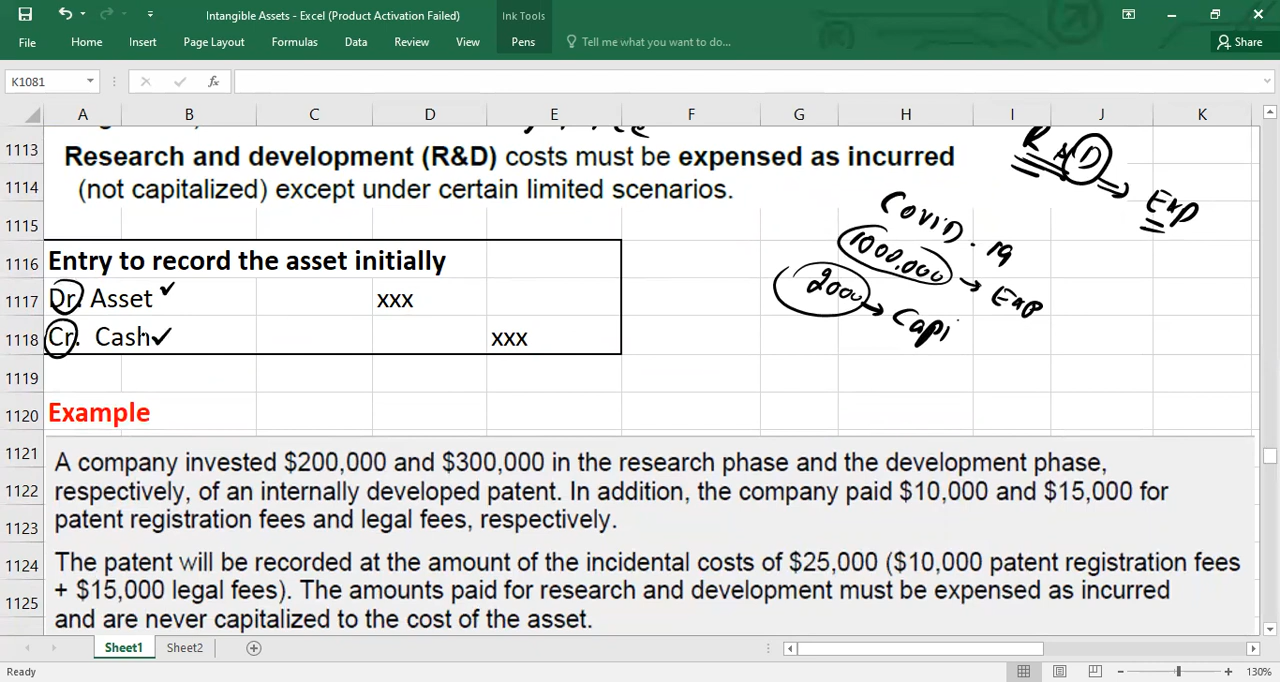 Intangible Assets - Excel (Product Activation Failed)
Ink Tools
File Home Insert Page Layout Formulas Data Review View Pens Tell me what you want to do... Share
K1081
fx
A B C D E F G H I J K
1113 Research and development (R&D) costs must be expensed as incurred
R & D
1114 (not capitalized) except under certain limited scenarios.
Exp
1115
Covid-19
1116 Entry to record the asset initially
1000,000 Exp
1117 Dr. Asset xxx
2000 Capi
1118 Cr. Cash xxx
1119
1120 Example
1121 A company invested $200,000 and $300,000 in the research phase and the development phase,
1122 respectively, of an internally developed patent. In addition, the company paid $10,000 and $15,000 for
1123 patent registration fees and legal fees, respectively.
1124 The patent will be recorded at the amount of the incidental costs of $25,000 ($10,000 patent registration fees
1125 + $15,000 legal fees). The amounts paid for research and development must be expensed as incurred
and are never capitalized to the cost of the asset.
Sheet1 Sheet2
Ready 130%